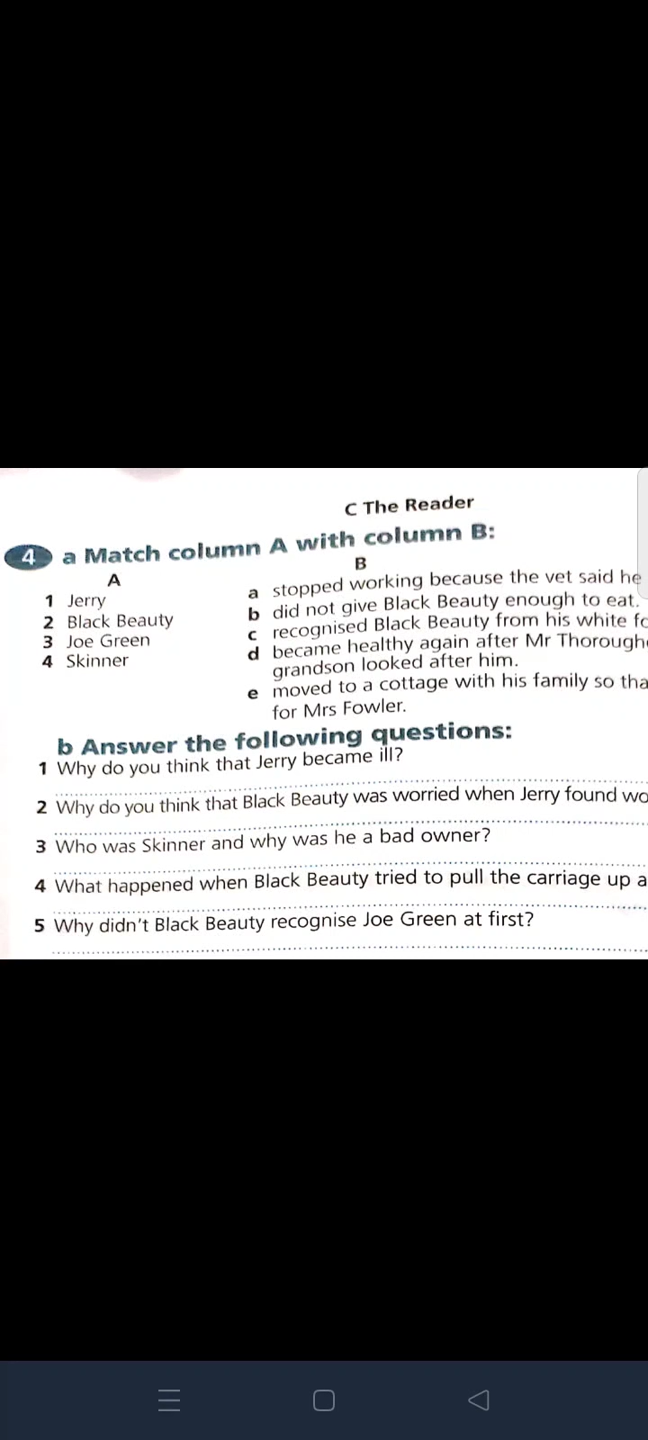 C The Reader
4 a Match column A with column B:
A
B
1 Jerry
2 Black Beauty
3 Joe Green
4 Skinner
a stopped working because the vet said he
b did not give Black Beauty enough to eat.
c recognised Black Beauty from his white
d became healthy again after Mr
grandson looked after him.
e moved to a cottage with his family so
for Mrs Fowler.
b Answer the following questions:
1 Why do you think that Jerry became ill?
2 Why do you think that Black Beauty was worried when Jerry found
3 Who was Skinner and why was he a bad owner?
4 What happened when Black Beauty tried to pull the carriage up a
5 Why didn't Black Beauty recognise Joe Green at first?